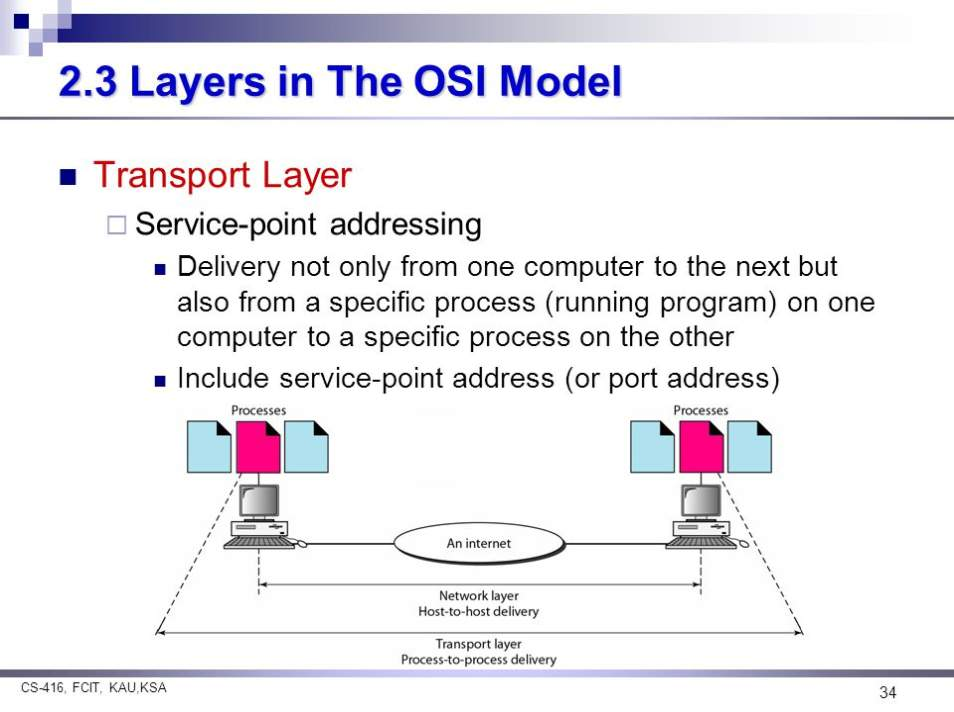 2.3 Layers in The OSI Model
Transport Layer
Service-point addressing
Delivery not only from one computer to the next but
also from a specific process (running program) on one
computer to a specific process on the other
Include service-point address (or port address)
Processes
Processes
An internet
Network layer
Host-to-host delivery
Transport layer
Process-to-process delivery
CS-416, FCIT, KAU,KSA
34